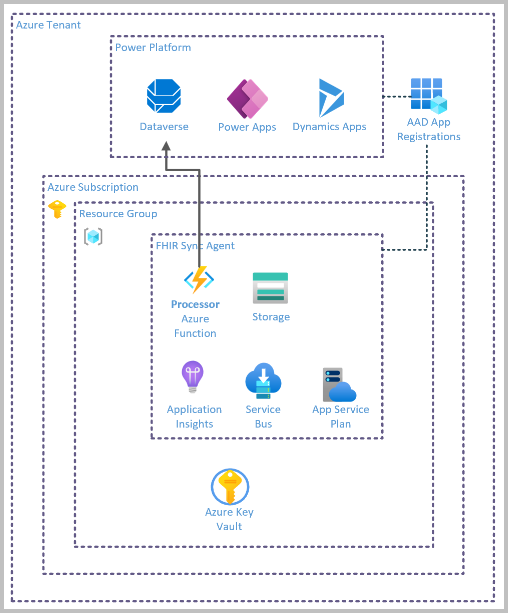 Azure Tenant
Power Platform
Dataverse
Power Apps
Dynamics Apps
AAD App
Registrations
Azure Subscription
Resource Group
FHIR Sync Agent
Processor
Azure
Function
Storage
Application
Insights
Service
Bus
App Service
Plan
Azure Key
Vault